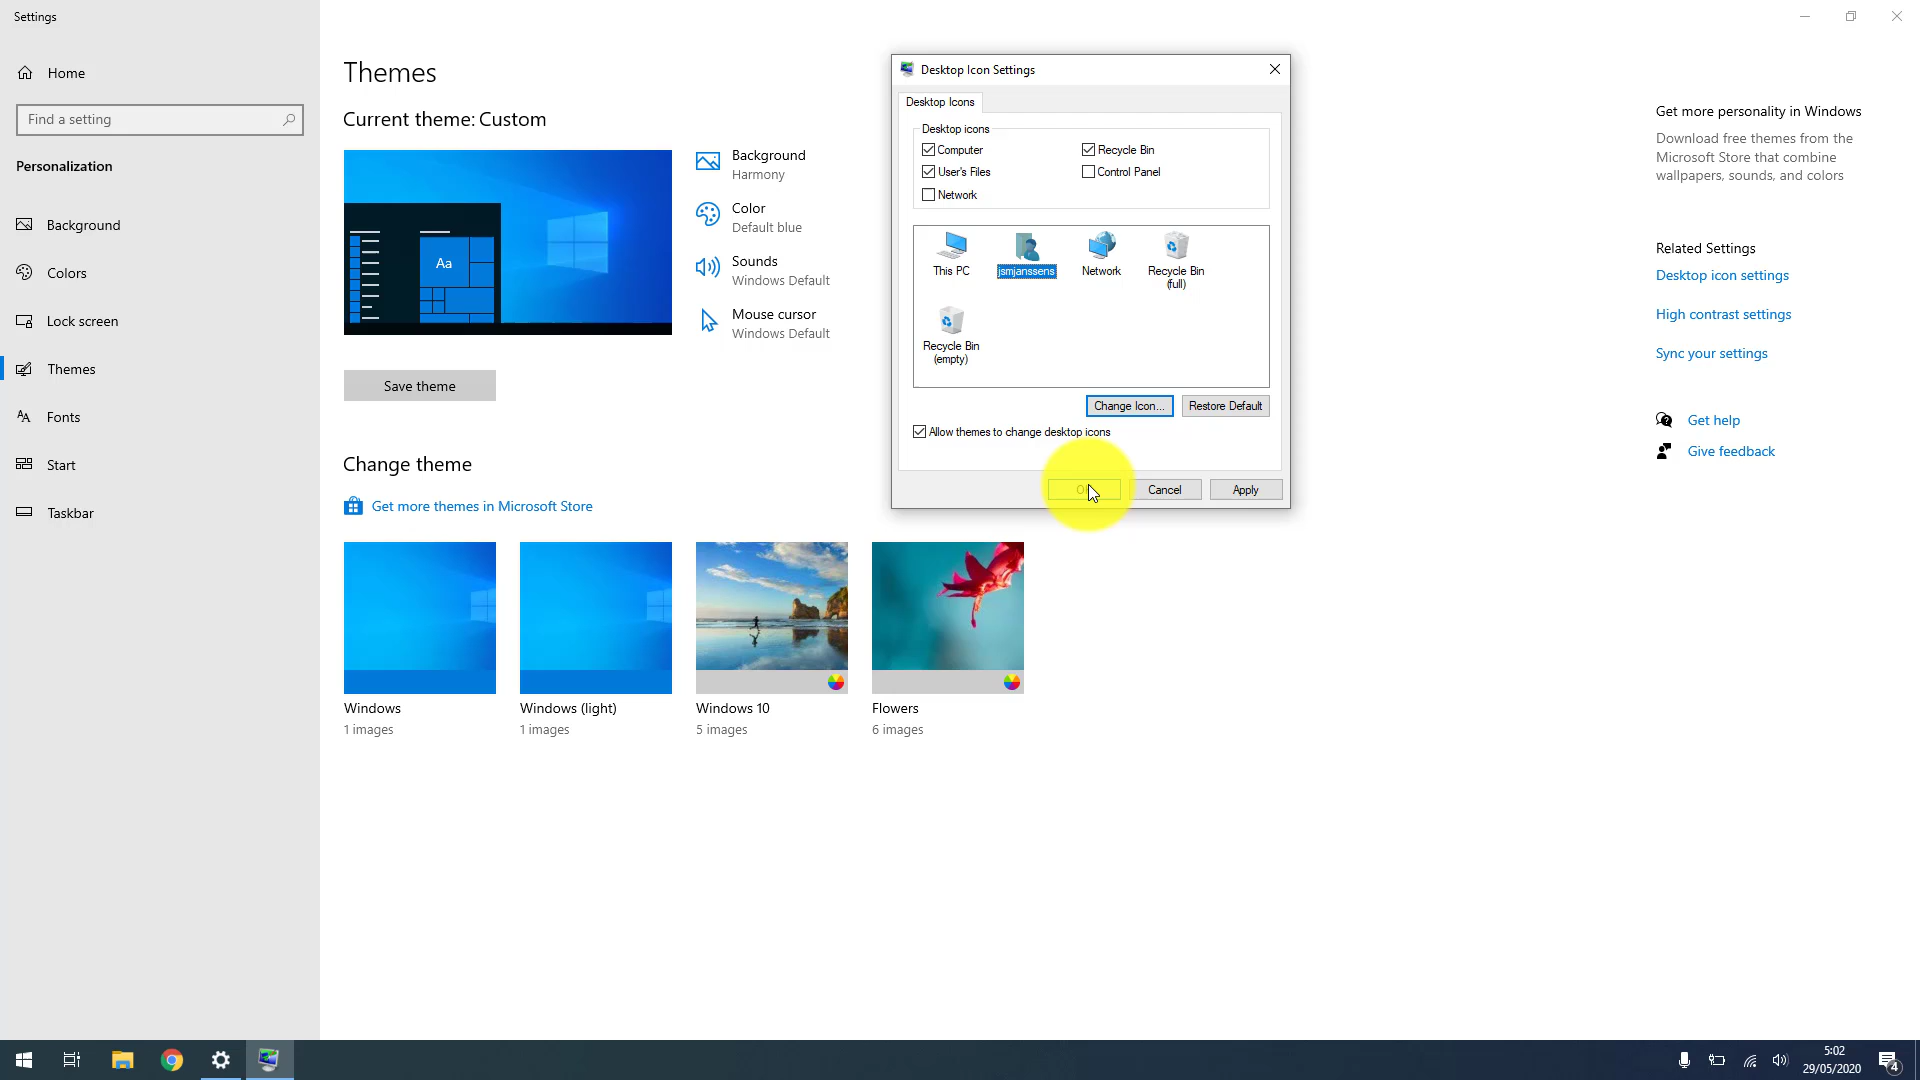 Settings
Home
Find a setting
Personalization
Background
Colors
Lock screen
Themes
Fonts
Start
Taskbar
Themes
Current theme: Custom
Aa
Background
Harmony
Color
Default blue
Sounds
Windows Default
Mouse cursor
Windows Default
Save theme
Change theme
Get more themes in Microsoft Store
Windows
1 images
Windows (light)
1 images
Windows 10
5 images
Flowers
6 images
Desktop Icon Settings
Desktop Icons
Desktop icons
Computer
Recycle Bin
User's Files
Control Panel
Network
This PC
jsmjanssens
Network
Recycle Bin
(full)
Recycle Bin
(empty)
Change Icon...
Restore Default
Allow themes to change desktop icons
Cancel
Apply
Get more personality in Windows
Download free themes from the
Microsoft Store that combine
wallpapers, sounds, and colors
Related Settings
Desktop icon settings
High contrast settings
Sync your settings
Get help
Give feedback
5:02
29/05/2020
4